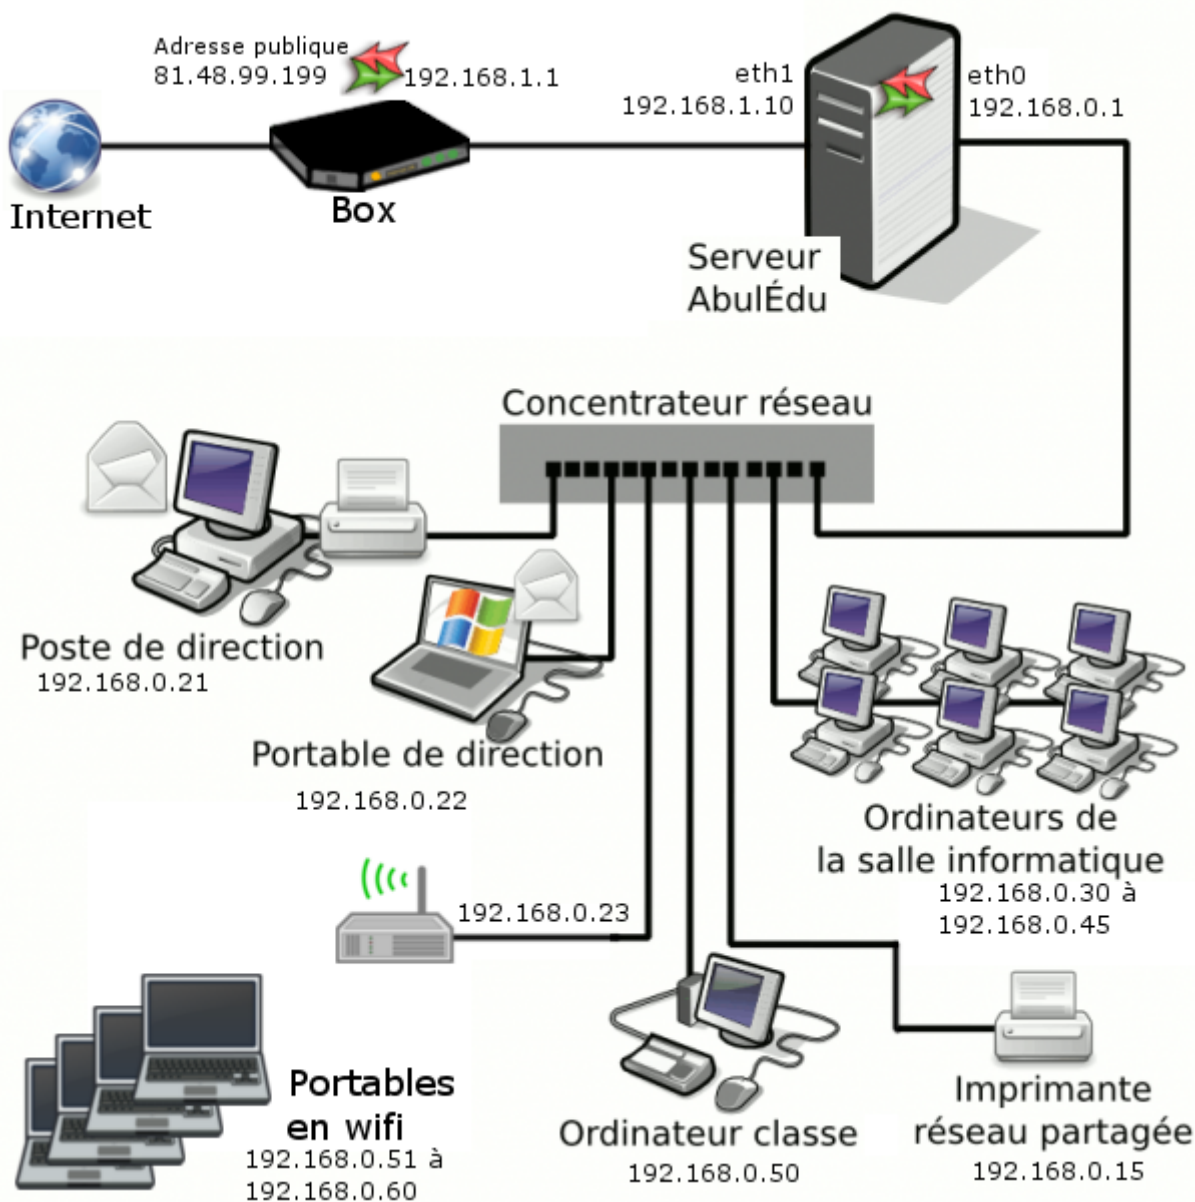 Adresse publique
81.48.99.199
192.168.1.1
eth1
192.168.1.10
eth0
192.168.0.1
Internet
Box
Serveur
AbulÉdu
Concentrateur réseau
Poste de direction
192.168.0.21
Portable de direction
192.168.0.22
Ordinateurs de
la salle informatique
192.168.0.30 à
192.168.0.45
192.168.0.23
Portables
en wifi
192.168.0.51 à
192.168.0.60
Ordinateur classe
192.168.0.50
Imprimante
réseau partagée
192.168.0.15